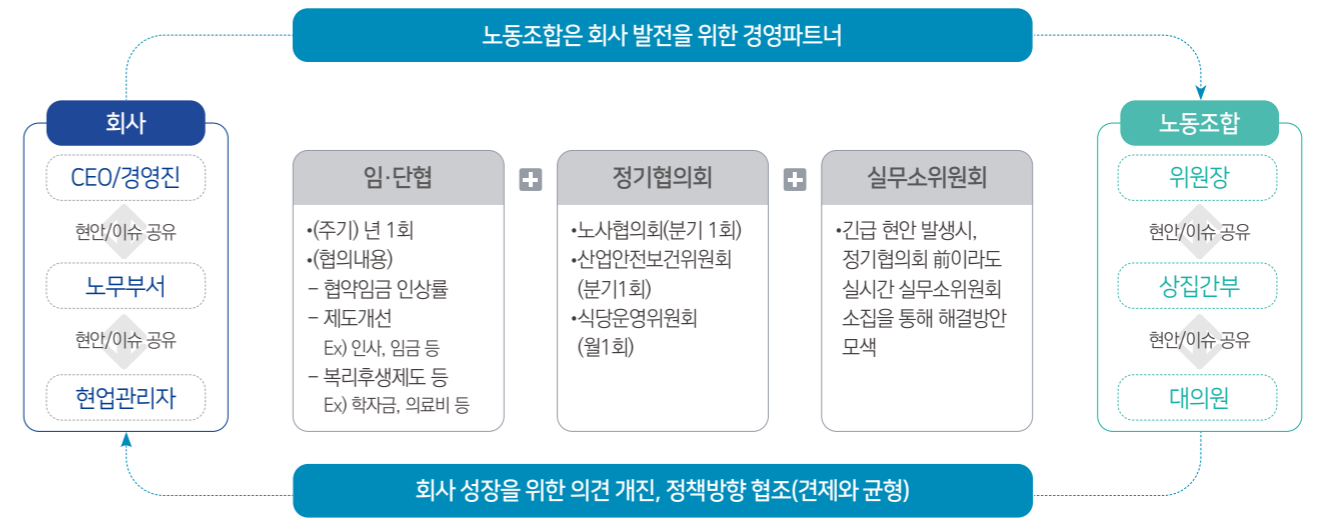 노동조합은 회사 발전을 위한 경영파트너
회사
CEO/경영진
현안/이슈 공유
노무부서
현안/이슈 공유
현업관리자
임·단협
•(주기) 년 1회
•(협의내용)
– 협약임금 인상률
– 제도개선
Ex) 인사, 임금 등
– 복리후생제도 등
Ex) 학자금, 의료비 등
정기협의회
•노사협의회(분기 1회)
•산업안전보건위원회
(분기1회)
•식당운영위원회
(월1회)
실무소위원회
•긴급 현안 발생시,
정기협의회 前이라도
실시간 실무소위원회
소집을 통해 해결방안
모색
노동조합
위원장
현안/이슈 공유
상집간부
현안/이슈 공유
대의원
회사 성장을 위한 의견 개진, 정책방향 협조(견제와 균형)